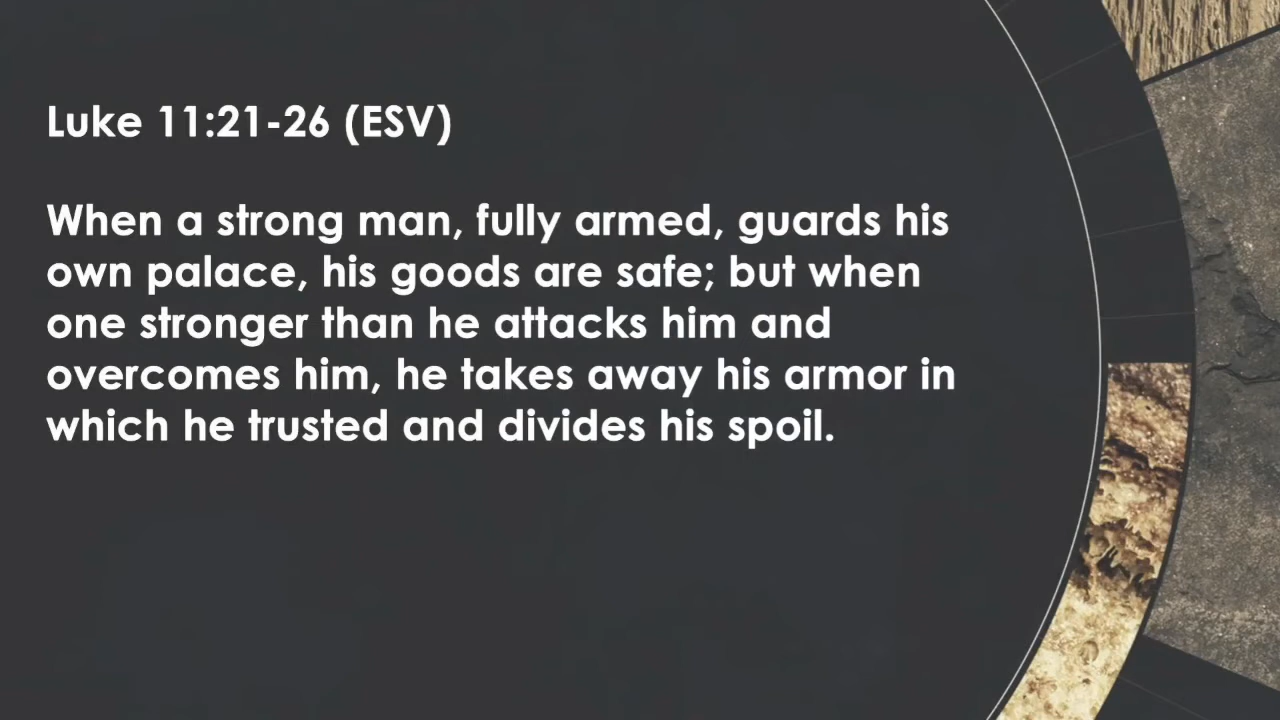 Luke 11:21-26 (ESV)
When a strong man, fully armed, guards his
own palace, his goods are safe; but when
one stronger than he attacks him and
overcomes him, he takes away his armor in
which he trusted and divides his spoil.